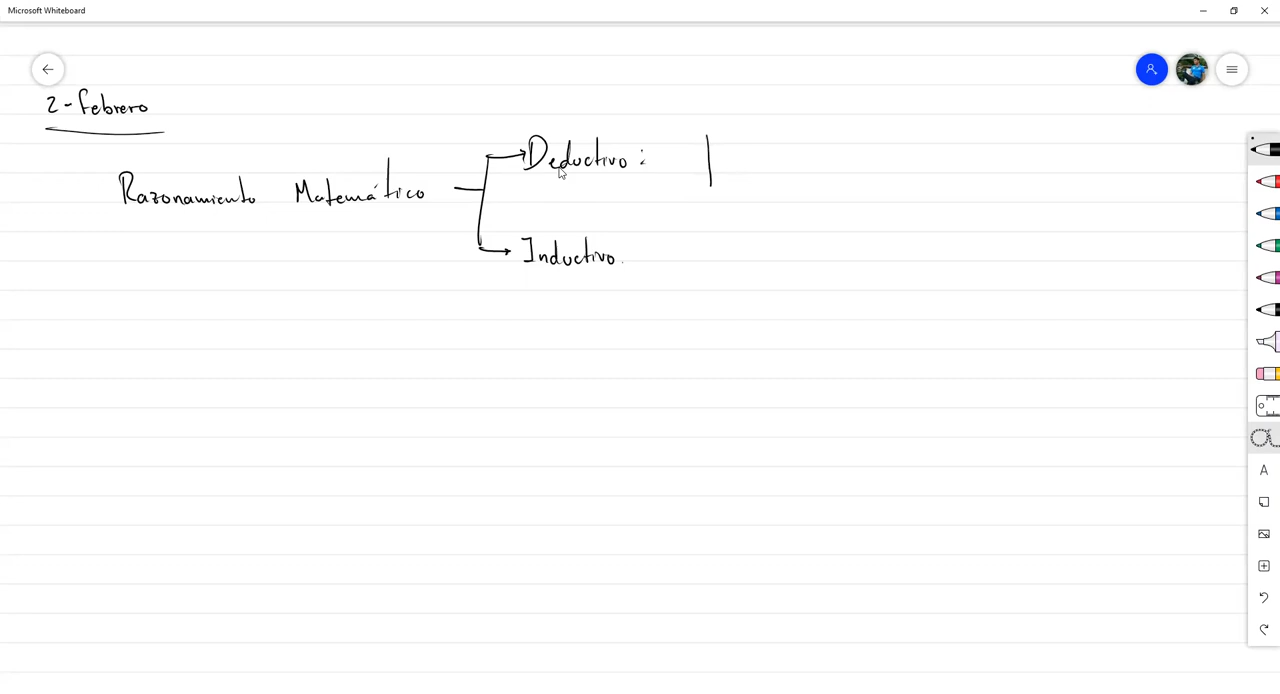 Microsoft Whiteboard
2-febrero
Deductivo:
Razonamiento Matemático
Inductivo.
A